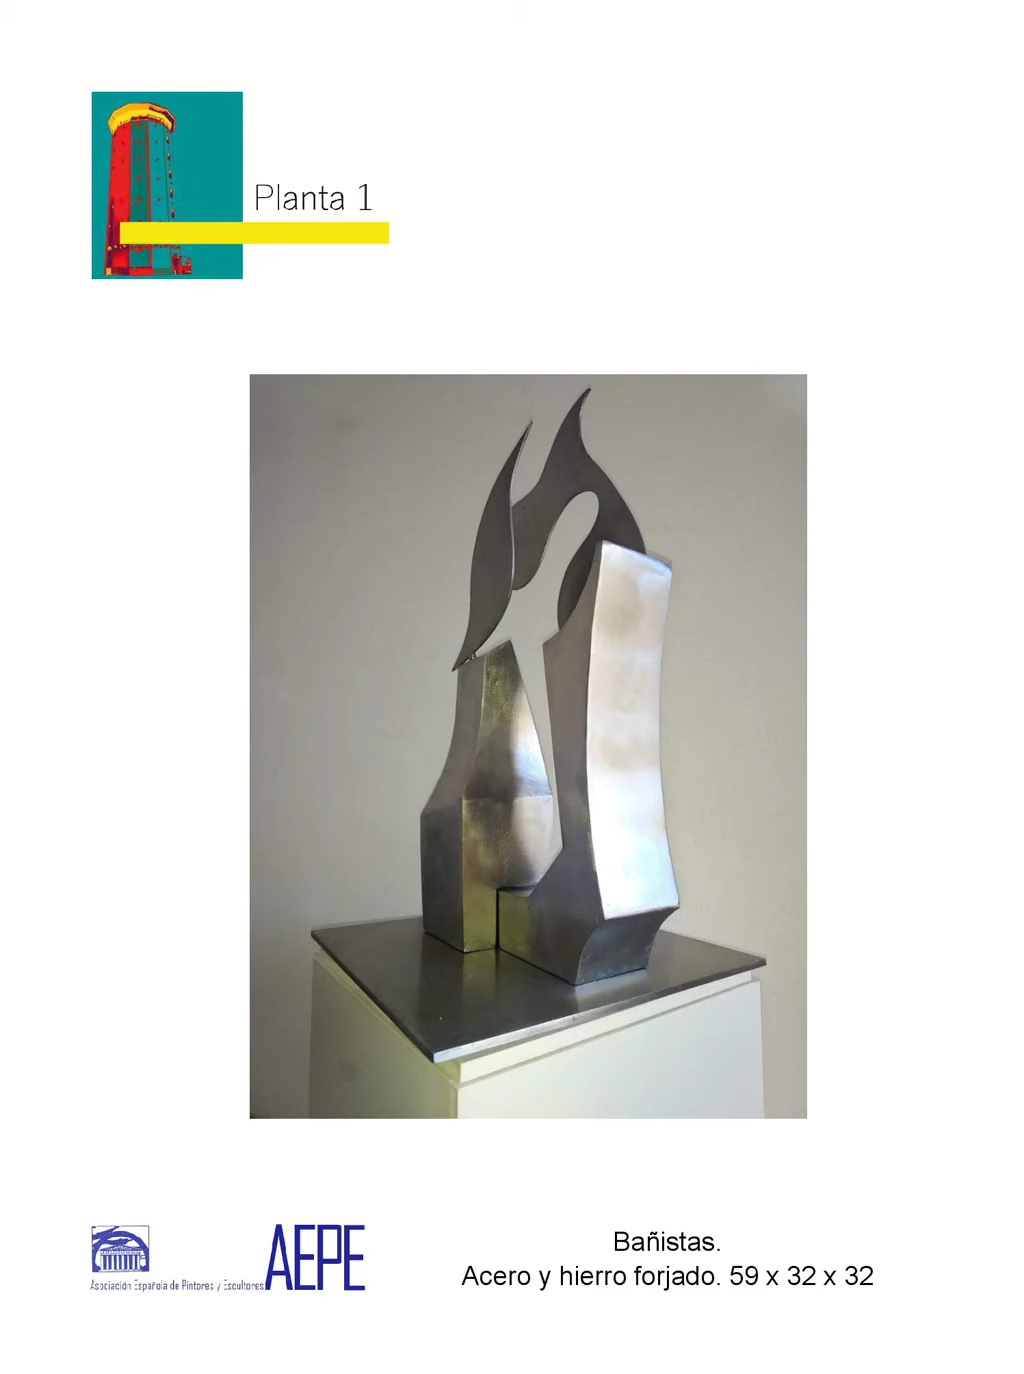 Planta 1
AEPE
Asociación Española de Pintores y Escultores
Bañistas.
Acero y hierro forjado. 59 x 32 x 32